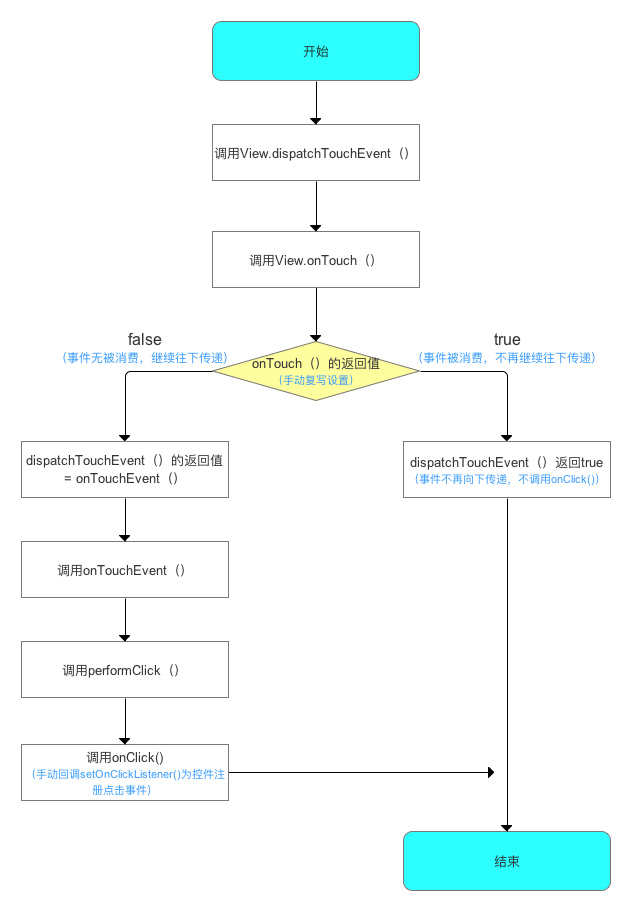 开始
调用View.dispatchTouchEvent（）
调用View.onTouch（）
false
（事件无被消费，继续往下传递）
true
（事件被消费，不再继续往下传递）
onTouch（）的返回值
（手动复写设置）
dispatchTouchEvent（）的返回值
= onTouchEvent（）
dispatchTouchEvent（）返回true
（事件不再向下传递，不调用onClick()）
调用onTouchEvent（）
调用performClick（）
调用onClick()
（手动回调setOnClickListener()为控件注
册点击事件）
结束